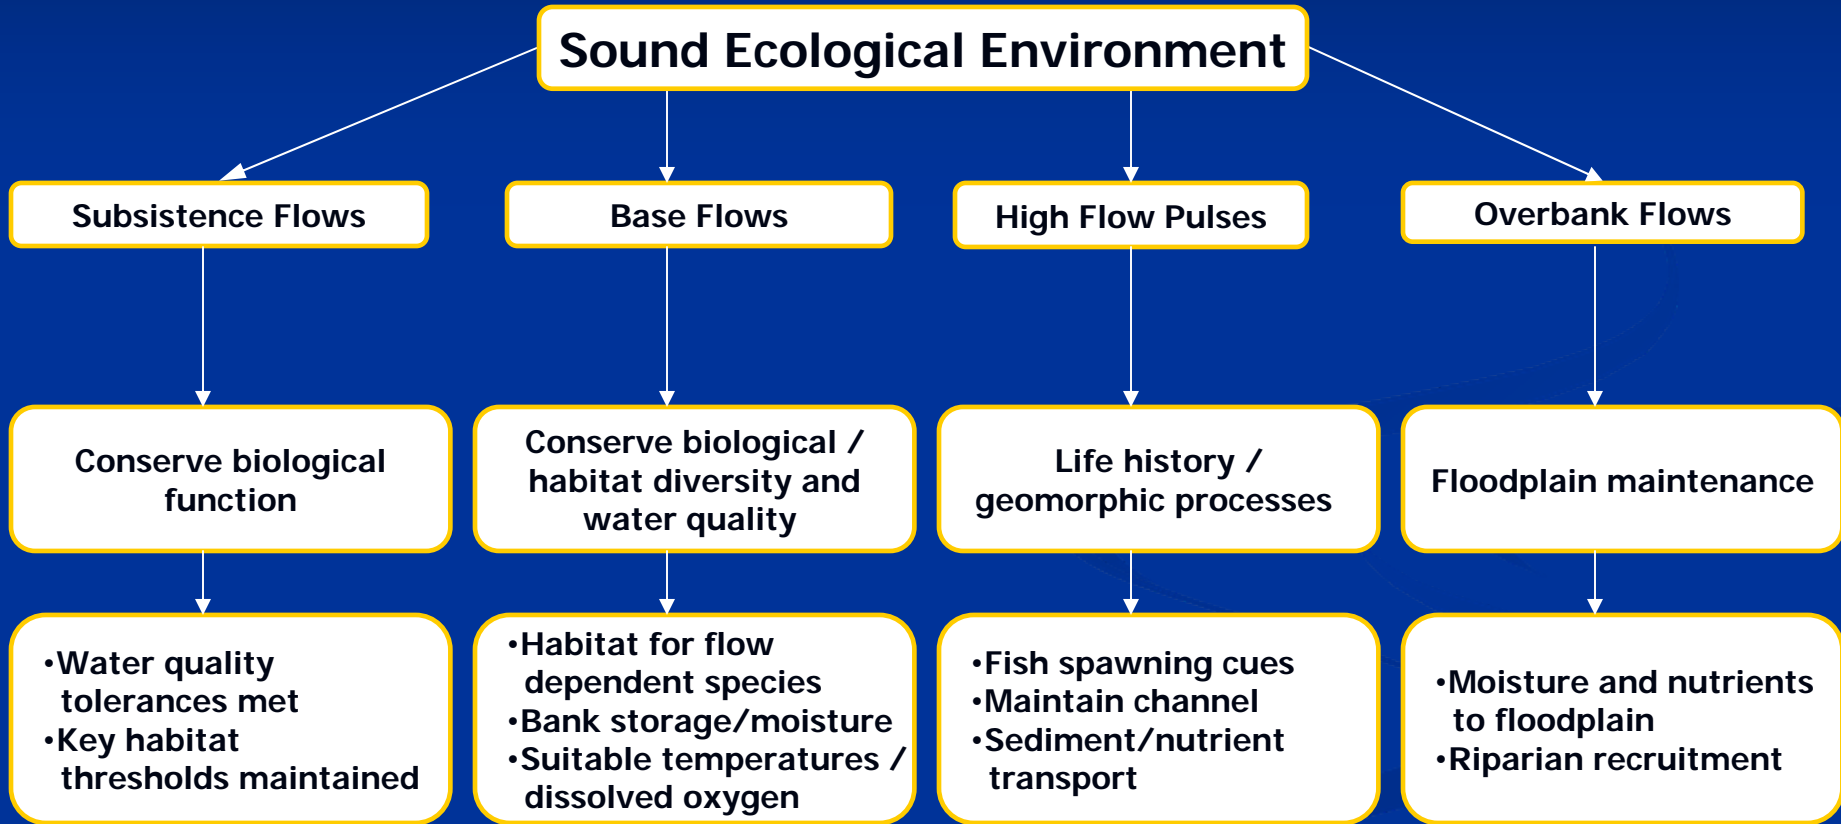 Sound Ecological Environment
Subsistence Flows
Base Flows
High Flow Pulses
Overbank Flows
Conserve biological
function
Conserve biological /
habitat diversity and
water quality
Life history /
geomorphic processes
Floodplain maintenance
•Water quality
tolerances met
•Key habitat
thresholds maintained
•Habitat for flow
dependent species
•Bank storage/moisture
•Suitable temperatures /
dissolved oxygen
•Fish spawning cues
•Maintain channel
•Sediment/nutrient
transport
•Moisture and nutrients
to floodplain
•Riparian recruitment